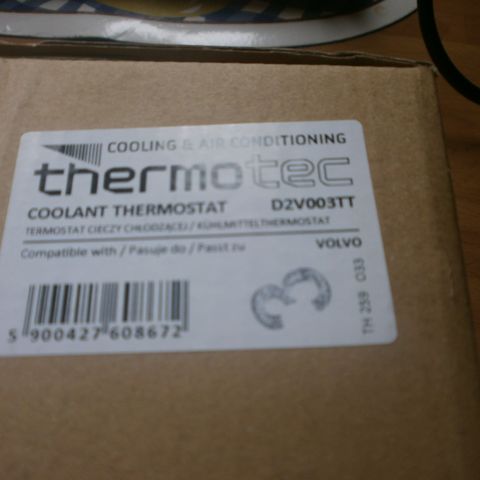 COOLING & AIR CONDITIONING
thermotec
COOLANT THERMOSTAT D2V003TT
TERMOSTAT CIECZY CHŁODZĄCEJ / KÜHLMITTELTHERMOSTAT
Compatible with / Pasuje do / Passt zu VOLVO
5 900427 608672
TH 259 033